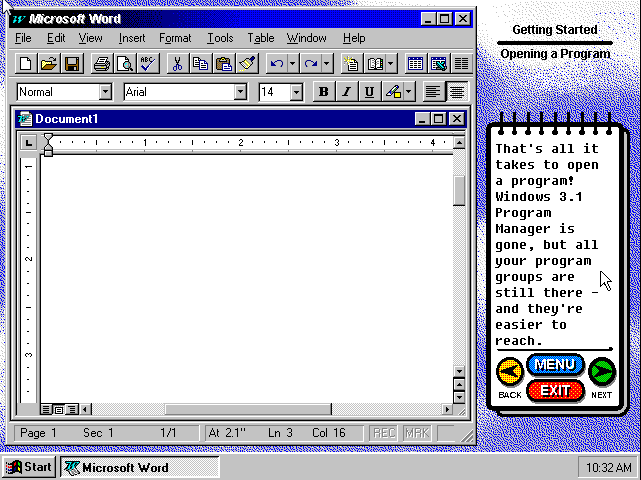 Microsoft Word
File Edit View Insert Format Tools Table Window Help
ABC
Normal Arial 14 B I U
Document1
1 2 3 4
1
2
3
Page 1 Sec 1 1/1 At 2.1" Ln 3 Col 16 REC MRK
Start Microsoft Word 10:32 AM
Getting Started
Opening a Program
That's all it
takes to open
a program!
Windows 3.1
Program
Manager is
gone, but all
your program
groups are
still there –
and they're
easier to
reach.
MENU
BACK EXIT NEXT